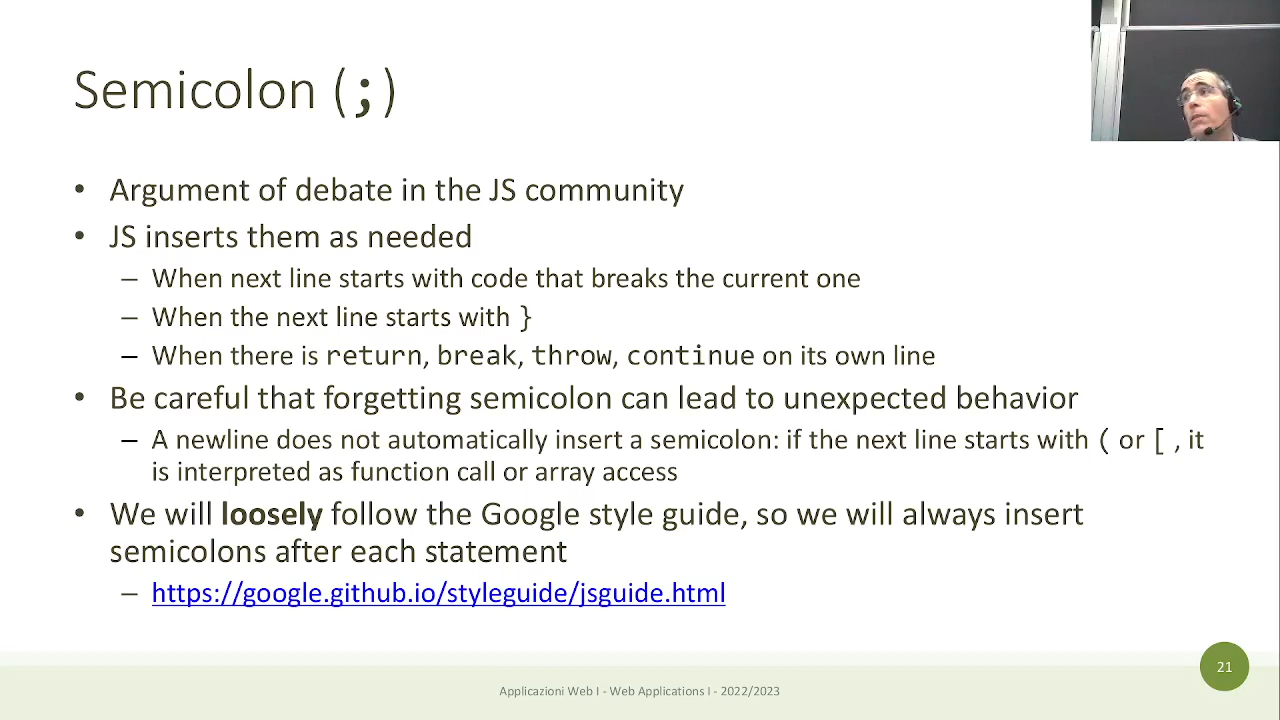 Semicolon (;)
• Argument of debate in the JS community
• JS inserts them as needed
– When next line starts with code that breaks the current one
– When the next line starts with }
– When there is return, break, throw, continue on its own line
• Be careful that forgetting semicolon can lead to unexpected behavior
– A newline does not automatically insert a semicolon: if the next line starts with ( or [ , it
is interpreted as function call or array access
• We will loosely follow the Google style guide, so we will always insert
semicolons after each statement
– https://google.github.io/styleguide/jsguide.html
21
Applicazioni Web I - Web Applications I - 2022/2023